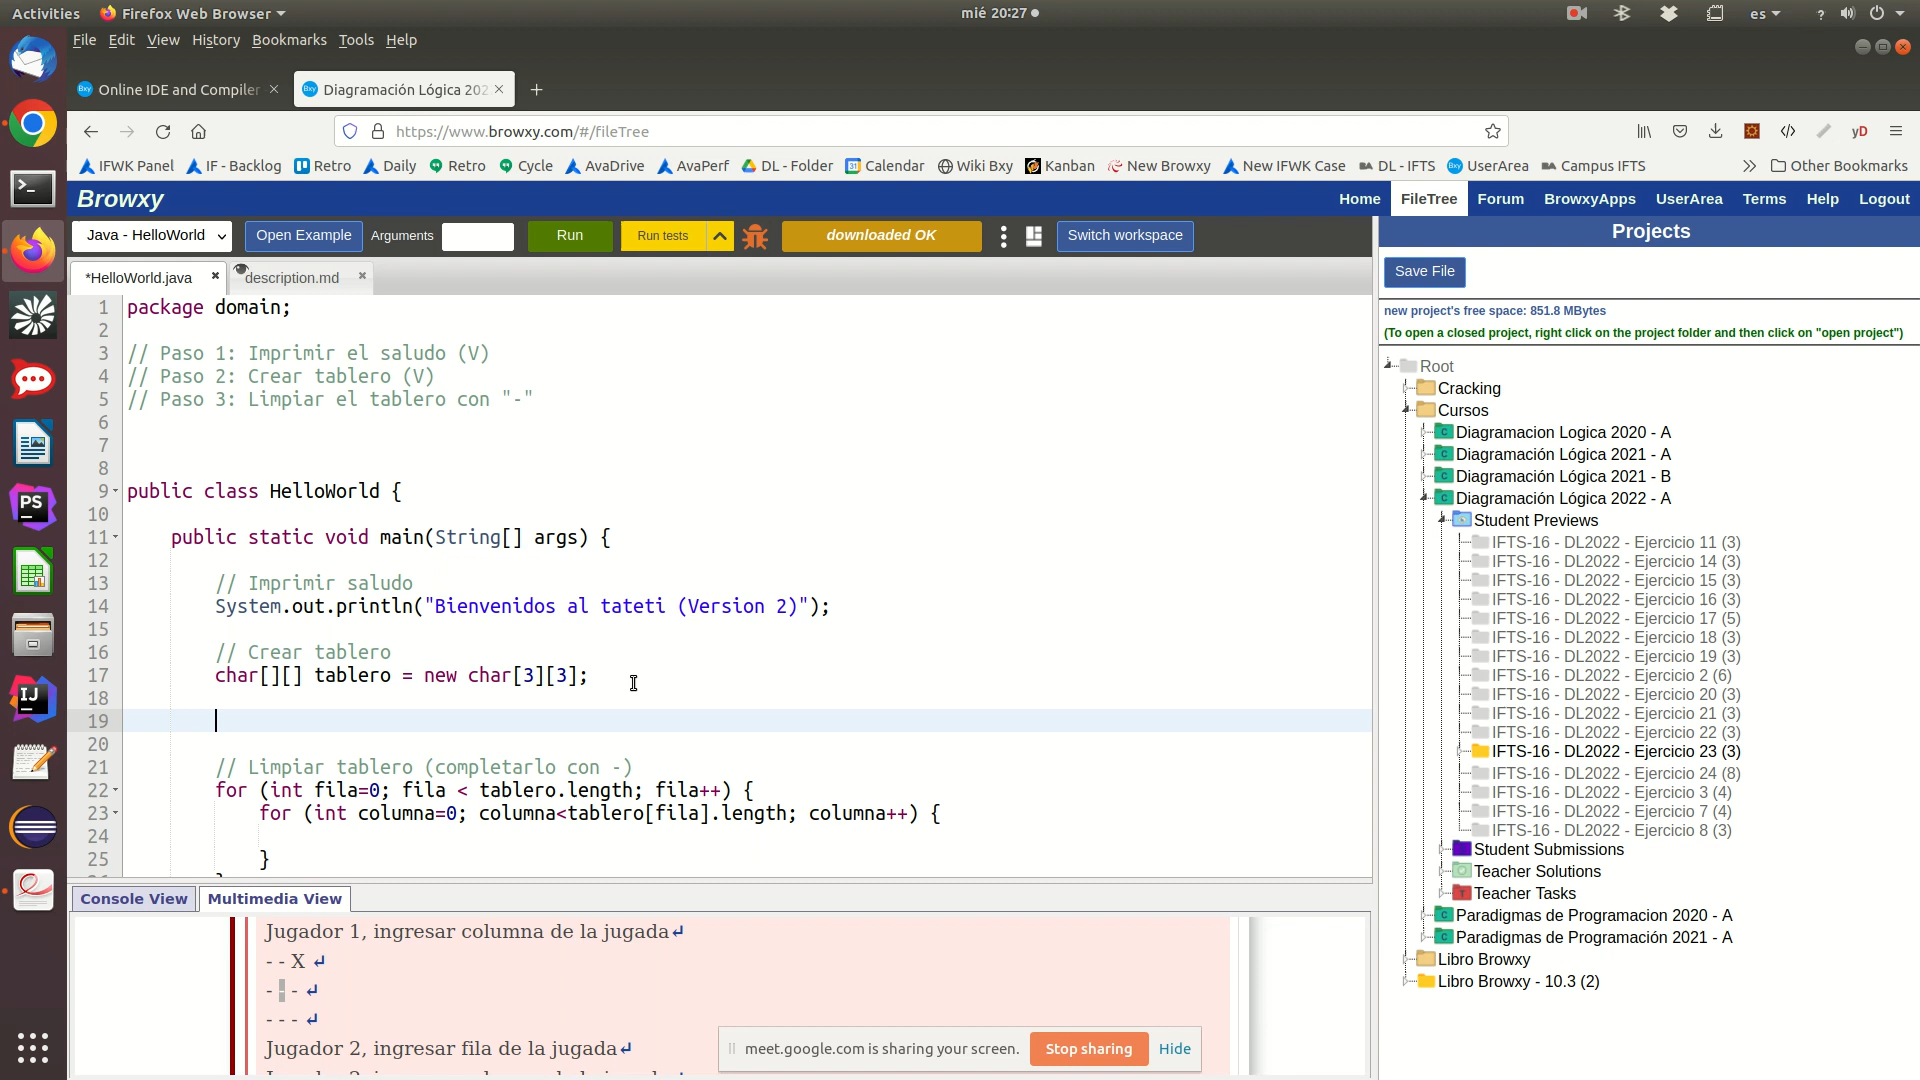 Activities Firefox Web Browser mié 20:27 es ?
File Edit View History Bookmarks Tools Help
Online IDE and Compiler Diagramación Lógica 202
https://www.browxy.com/#/fileTree yD
IFWK Panel IF - Backlog Retro Daily Retro Cycle AvaDrive AvaPerf DL - Folder Calendar Wiki Bxy Kanban New Browxy New IFWK Case DL - IFTS UserArea Campus IFTS Other Bookmarks
Browxy Home FileTree Forum BrowxyApps UserArea Terms Help Logout
Java - HelloWorld Open Example Arguments Run Run tests downloaded OK Switch workspace
*HelloWorld.java description.md
1 package domain;
2
3 // Paso 1: Imprimir el saludo (V)
4 // Paso 2: Crear tablero (V)
5 // Paso 3: Limpiar el tablero con "-"
6
7
8
9 public class HelloWorld {
10
11 public static void main(String[] args) {
12
13 // Imprimir saludo
14 System.out.println("Bienvenidos al tateti (Version 2)");
15
16 // Crear tablero
17 char[][] tablero = new char[3][3];
18
19
20
21 // Limpiar tablero (completarlo con -)
22 for (int fila=0; fila < tablero.length; fila++) {
23 for (int columna=0; columna<tablero[fila].length; columna++) {
24
25 }
Console View Multimedia View
Jugador 1, ingresar columna de la jugada↵
- - X ↵
- - - ↵
- - - ↵
Jugador 2, ingresar fila de la jugada↵
meet.google.com is sharing your screen. Stop sharing Hide
Projects
Save File
new project's free space: 851.8 MBytes
(To open a closed project, right click on the project folder and then click on "open project")
Root
Cracking
Cursos
Diagramacion Logica 2020 - A
Diagramación Lógica 2021 - A
Diagramación Lógica 2021 - B
Diagramación Lógica 2022 - A
Student Previews
IFTS-16 - DL2022 - Ejercicio 11 (3)
IFTS-16 - DL2022 - Ejercicio 14 (3)
IFTS-16 - DL2022 - Ejercicio 15 (3)
IFTS-16 - DL2022 - Ejercicio 16 (3)
IFTS-16 - DL2022 - Ejercicio 17 (5)
IFTS-16 - DL2022 - Ejercicio 18 (3)
IFTS-16 - DL2022 - Ejercicio 19 (3)
IFTS-16 - DL2022 - Ejercicio 2 (6)
IFTS-16 - DL2022 - Ejercicio 20 (3)
IFTS-16 - DL2022 - Ejercicio 21 (3)
IFTS-16 - DL2022 - Ejercicio 22 (3)
IFTS-16 - DL2022 - Ejercicio 23 (3)
IFTS-16 - DL2022 - Ejercicio 24 (8)
IFTS-16 - DL2022 - Ejercicio 3 (4)
IFTS-16 - DL2022 - Ejercicio 7 (4)
IFTS-16 - DL2022 - Ejercicio 8 (3)
Student Submissions
Teacher Solutions
Teacher Tasks
Paradigmas de Programacion 2020 - A
Paradigmas de Programación 2021 - A
Libro Browxy
Libro Browxy - 10.3 (2)